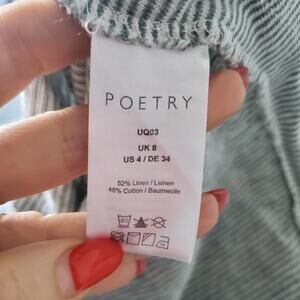 POETRY
UQ03
UK 8
US 4 / DE 34
52% Linen / Leinen
48% Cotton / Baumwolle